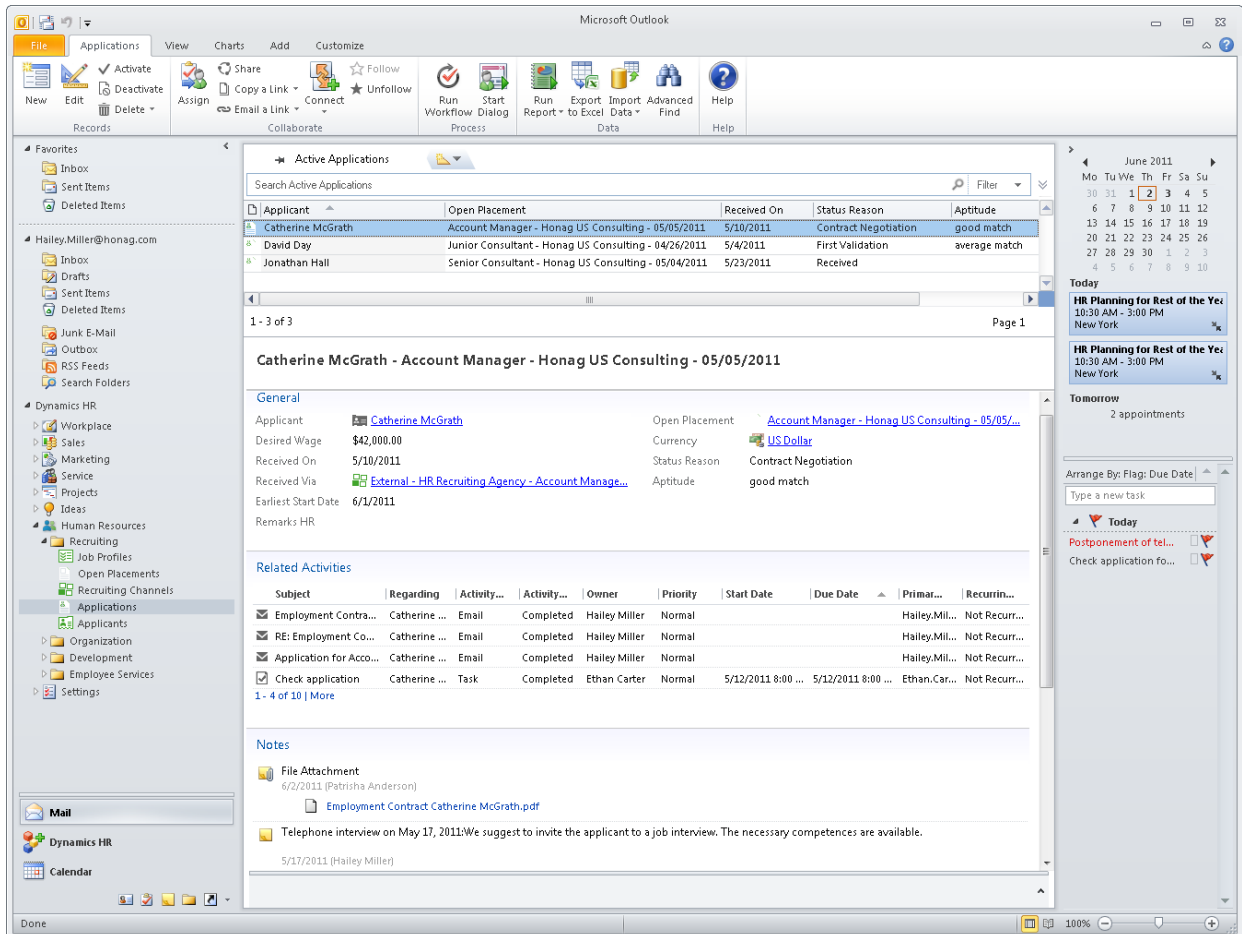 Microsoft Outlook
File Applications View Charts Add Customize
New Edit Activate Deactivate Delete
Records
Assign Share Copy a Link Email a Link Connect Follow Unfollow
Collaborate
Run Workflow Start Dialog
Process
Run Report Export to Excel Import Data Advanced Find
Data
Help
Help
Favorites
Inbox
Sent Items
Deleted Items
Hailey.Miller@honag.com
Inbox
Drafts
Sent Items
Deleted Items
Junk E-Mail
Outbox
RSS Feeds
Search Folders
Dynamics HR
Workplace
Sales
Marketing
Service
Projects
Ideas
Human Resources
Recruiting
Job Profiles
Open Placements
Recruiting Channels
Applications
Applicants
Organization
Development
Employee Services
Settings
Mail
Dynamics HR
Calendar
Active Applications
Search Active Applications Filter
Applicant Open Placement Received On Status Reason Aptitude
Catherine McGrath Account Manager - Honag US Consulting - 05/05/2011 5/10/2011 Contract Negotiation good match
David Day Junior Consultant - Honag US Consulting - 04/26/2011 5/4/2011 First Validation average match
Jonathan Hall Senior Consultant - Honag US Consulting - 05/04/2011 5/23/2011 Received
1 - 3 of 3 Page 1
Catherine McGrath - Account Manager - Honag US Consulting - 05/05/2011
General
Applicant Catherine McGrath Open Placement Account Manager - Honag US Consulting - 05/05/...
Desired Wage $42,000.00 Currency US Dollar
Received On 5/10/2011 Status Reason Contract Negotiation
Received Via External - HR Recruiting Agency - Account Manage... Aptitude good match
Earliest Start Date 6/1/2011
Remarks HR
Related Activities
Subject Regarding Activity... Activity... Owner Priority Start Date Due Date Primar... Recurrin...
Employment Contra... Catherine ... Email Completed Hailey Miller Normal Hailey.Mil... Not Recurr...
RE: Employment Co... Catherine ... Email Completed Hailey Miller Normal Hailey.Mil... Not Recurr...
Application for Acco... Catherine ... Email Completed Hailey Miller Normal Hailey.Mil... Not Recurr...
Check application Catherine ... Task Completed Ethan Carter Normal 5/12/2011 8:00 ... 5/12/2011 8:00 ... Ethan.Car... Not Recurr...
1 - 4 of 10 | More
Notes
File Attachment
6/2/2011 (Patrisha Anderson)
Employment Contract Catherine McGrath.pdf
Telephone interview on May 17, 2011:We suggest to invite the applicant to a job interview. The necessary competences are available.
5/17/2011 (Hailey Miller)
June 2011
Mo Tu We Th Fr Sa Su
30 31 1 2 3 4 5
6 7 8 9 10 11 12
13 14 15 16 17 18 19
20 21 22 23 24 25 26
27 28 29 30 1 2 3
4 5 6 7 8 9 10
Today
HR Planning for Rest of the Yea
10:30 AM - 3:00 PM
New York
HR Planning for Rest of the Yea
10:30 AM - 3:00 PM
New York
Tomorrow
2 appointments
Arrange By: Flag: Due Date
Type a new task
Today
Postponement of tel...
Check application fo...
Done 100%